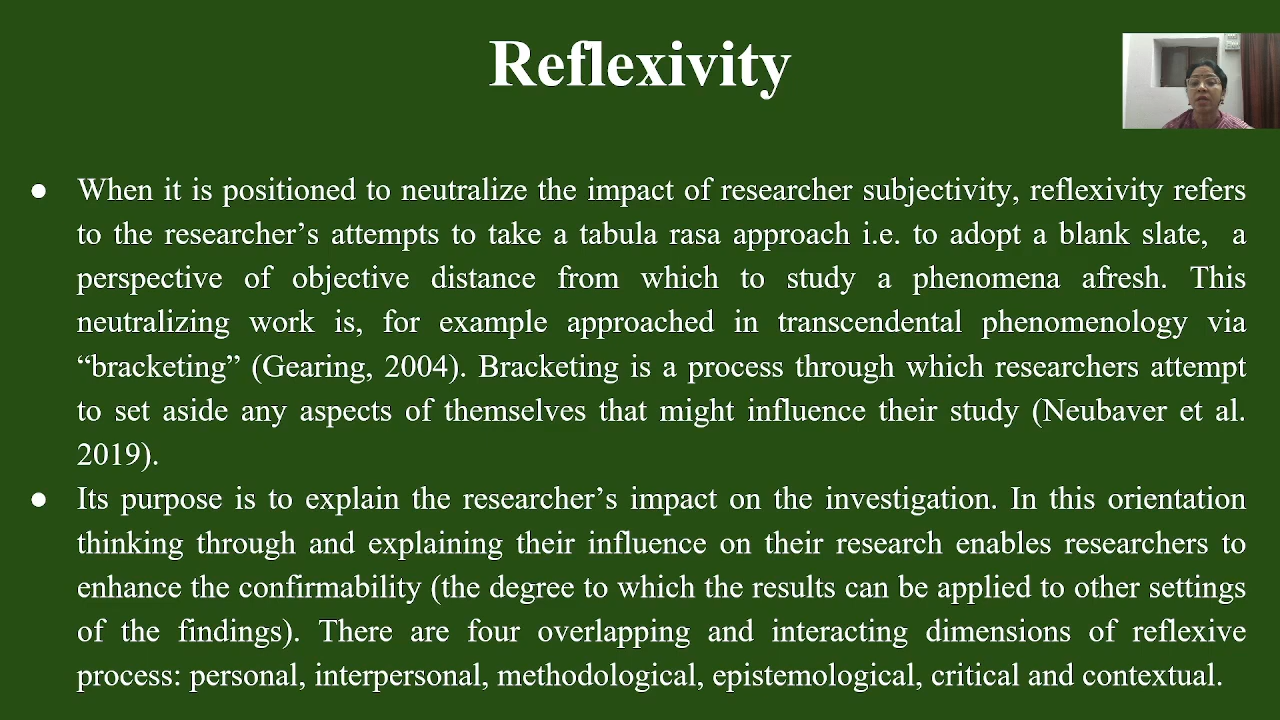 Reflexivity
● When it is positioned to neutralize the impact of researcher subjectivity, reflexivity refers
to the researcher’s attempts to take a tabula rasa approach i.e. to adopt a blank slate, a
perspective of objective distance from which to study a phenomena afresh. This
neutralizing work is, for example approached in transcendental phenomenology via
“bracketing” (Gearing, 2004). Bracketing is a process through which researchers attempt
to set aside any aspects of themselves that might influence their study (Neubaver et al.
2019).
● Its purpose is to explain the researcher’s impact on the investigation. In this orientation
thinking through and explaining their influence on their research enables researchers to
enhance the confirmability (the degree to which the results can be applied to other settings
of the findings). There are four overlapping and interacting dimensions of reflexive
process: personal, interpersonal, methodological, epistemological, critical and contextual.